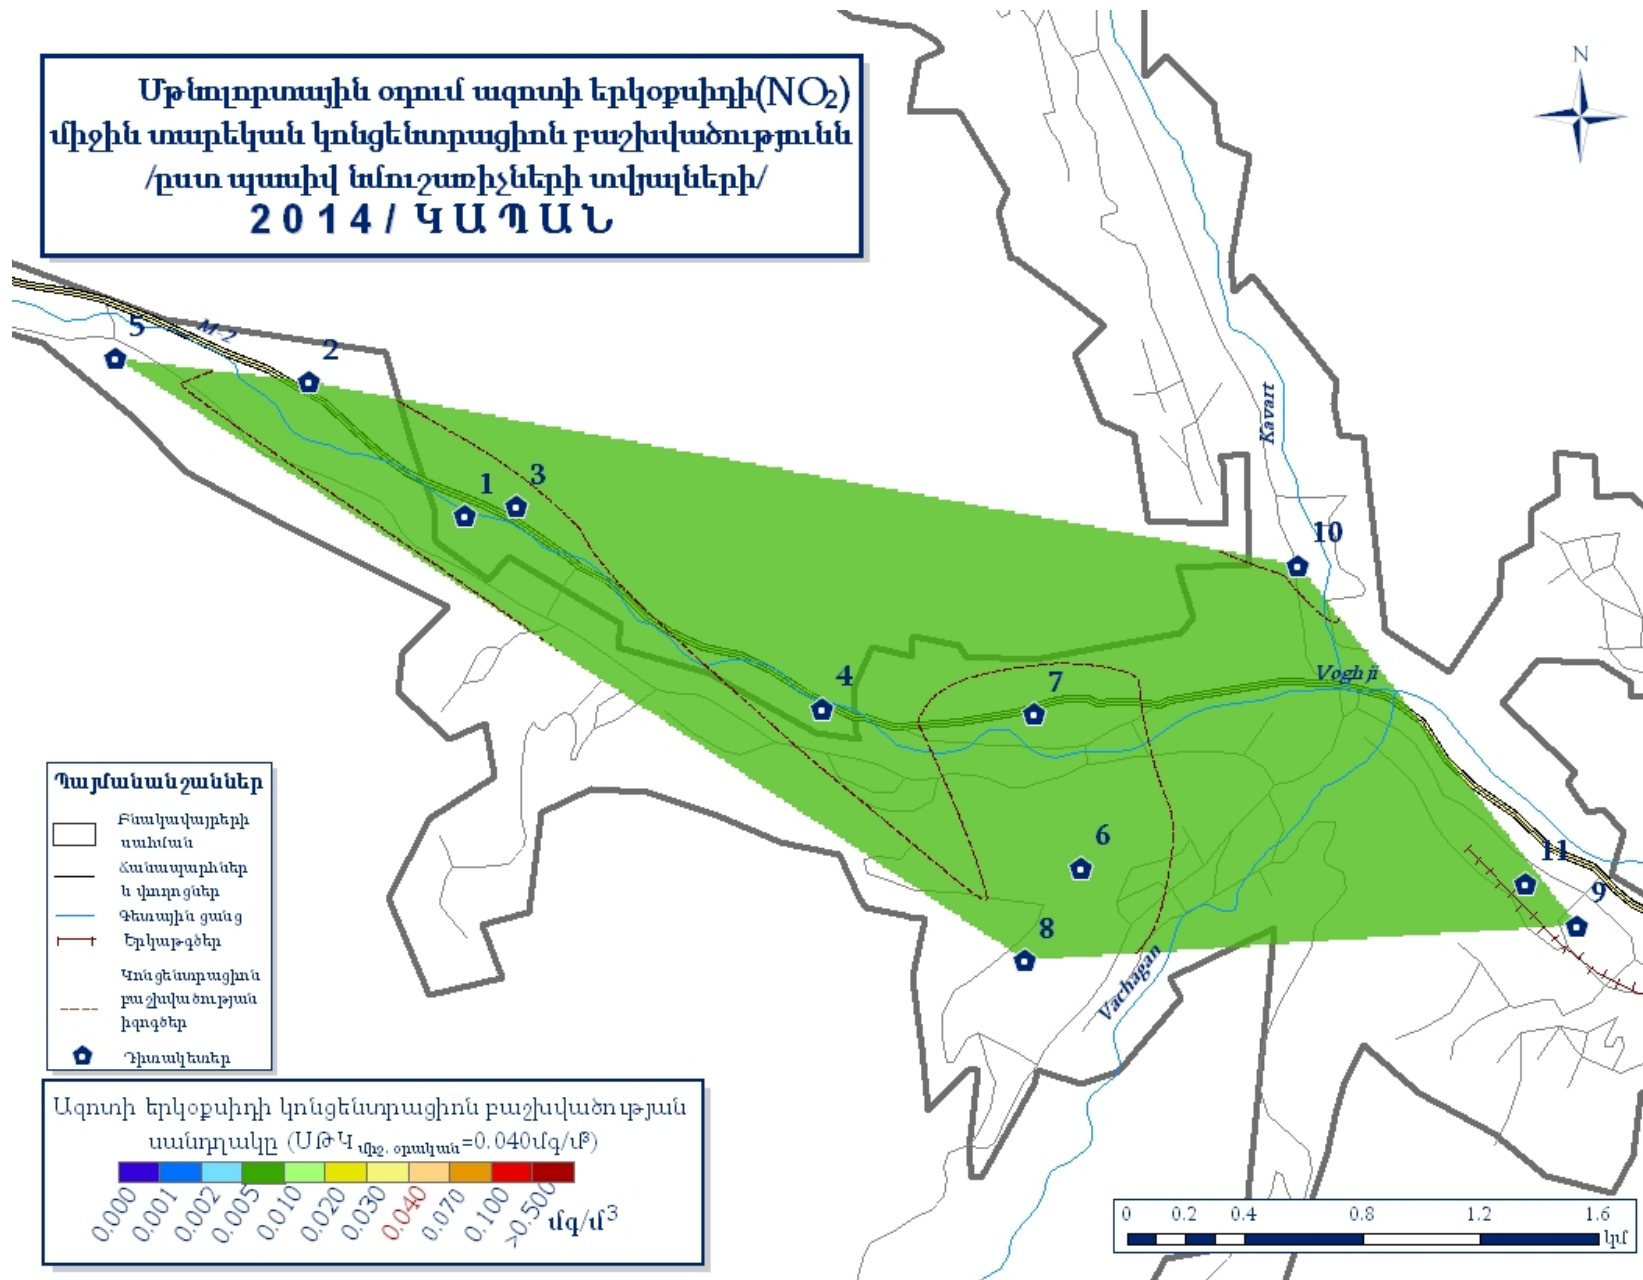 Մթնոլորտային օդում ազոտի երկօքսիդի(NO₂)
միջին տարեկան կոնցենտրացիոն բաշխվածությունն
/ըստ պասիվ նմուշառիչների տվյալների/
2014/ ԿԱՊԱՆ
N
5
M-2
2
1
3
Kavart
10
4
7
Voghji
6
11
9
8
Vachagan
Պայմանանշաններ
Բնակավայրերի
սահման
Ճանապարհներ
և փողոցներ
Գետային ցանց
Երկաթգծեր
Կոնցենտրացիոն
բաշխվածության
իզոգծեր
Դիտակետեր
Ազոտի երկօքսիդի կոնցենտրացիոն բաշխվածության
սանդղակը (ՍԹԿ միջ. օրական=0.040մգ/մ³)
0.000 0.001 0.002 0.005 0.010 0.020 0.030 0.040 0.070 0.100 >0.500 մգ/մ³
0 0.2 0.4 0.8 1.2 1.6
կմ